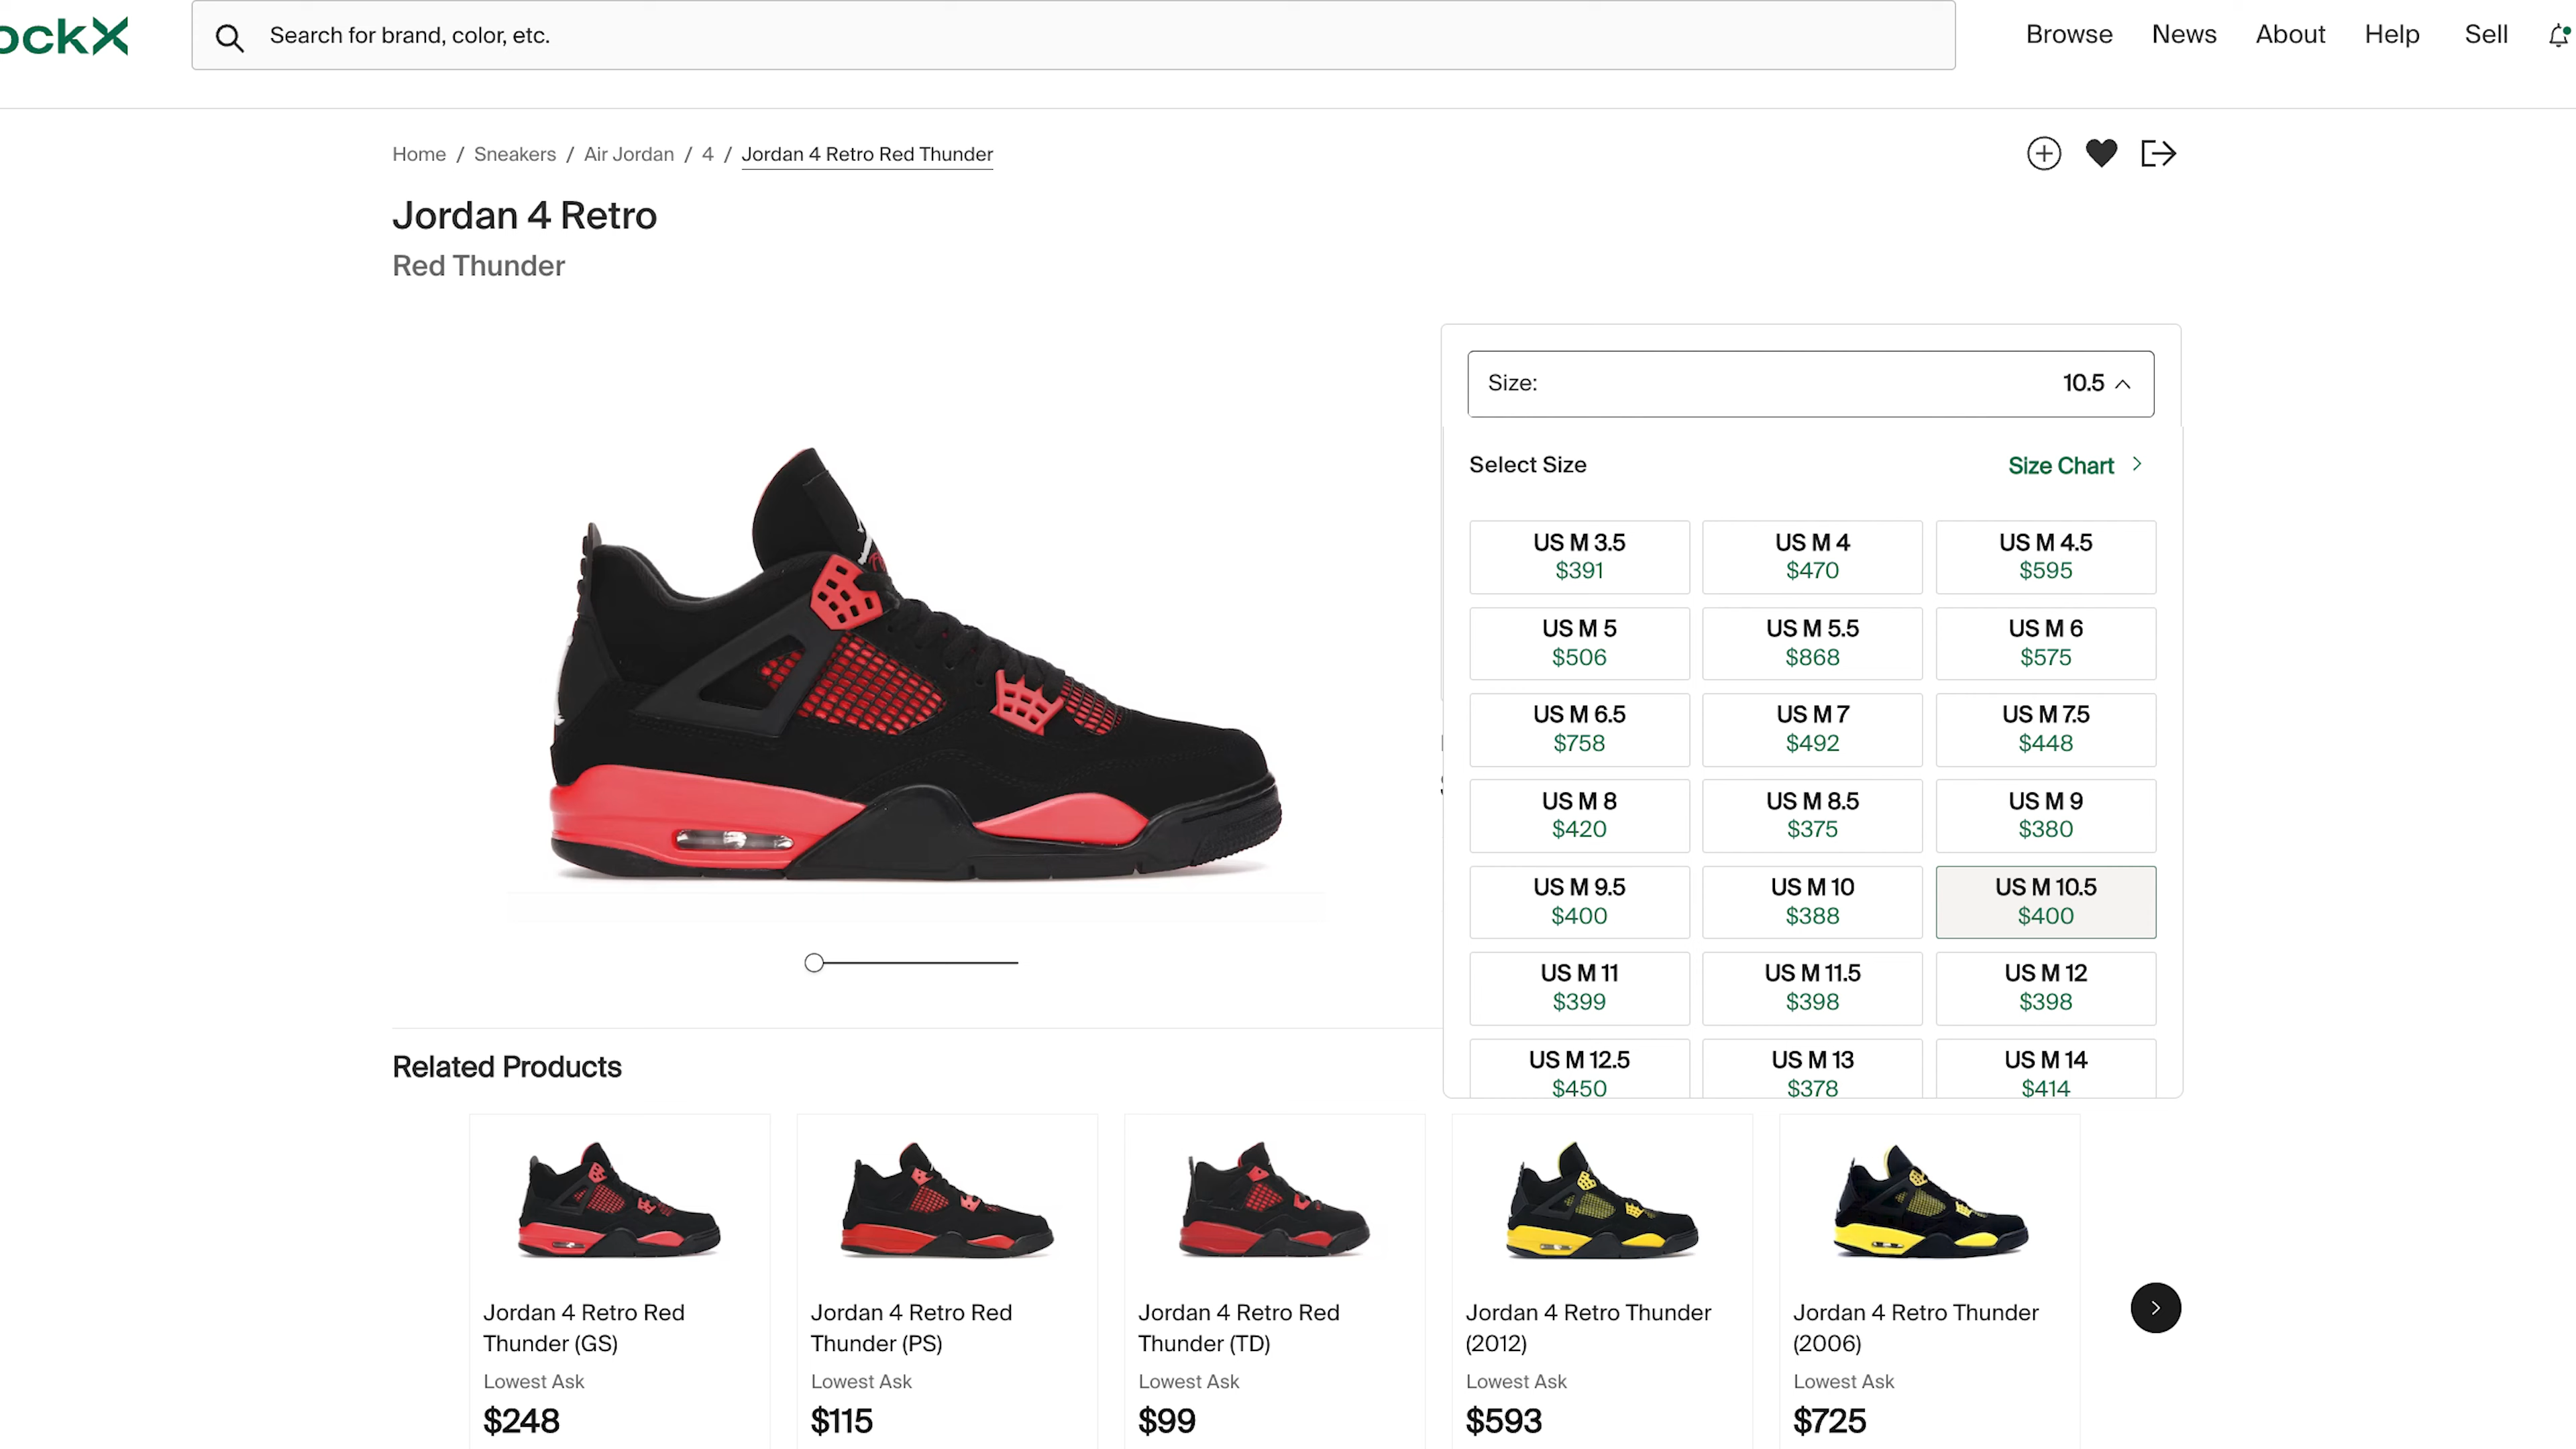 ockX
Search for brand, color, etc.
Browse News About Help Sell
Home / Sneakers / Air Jordan / 4 / Jordan 4 Retro Red Thunder
Jordan 4 Retro
Red Thunder
Size: 10.5
Select Size Size Chart
US M 3.5 US M 4 US M 4.5
$391 $470 $595
US M 5 US M 5.5 US M 6
$506 $868 $575
US M 6.5 US M 7 US M 7.5
$758 $492 $448
US M 8 US M 8.5 US M 9
$420 $375 $380
US M 9.5 US M 10 US M 10.5
$400 $388 $400
US M 11 US M 11.5 US M 12
$399 $398 $398
US M 12.5 US M 13 US M 14
$450 $378 $414
Related Products
Jordan 4 Retro Red Thunder (GS)
Lowest Ask
$248
Jordan 4 Retro Red Thunder (PS)
Lowest Ask
$115
Jordan 4 Retro Red Thunder (TD)
Lowest Ask
$99
Jordan 4 Retro Thunder (2012)
Lowest Ask
$593
Jordan 4 Retro Thunder (2006)
Lowest Ask
$725